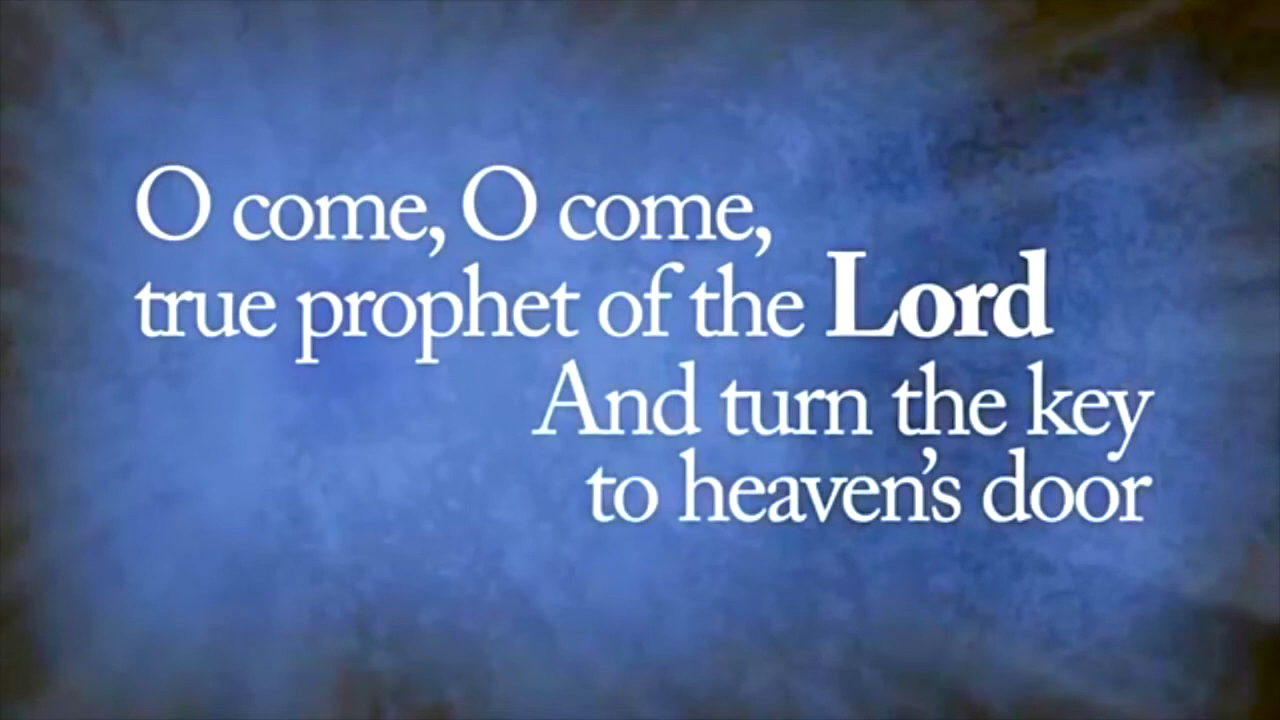 O come, O come,
true prophet of the Lord
And turn the key
to heaven's door